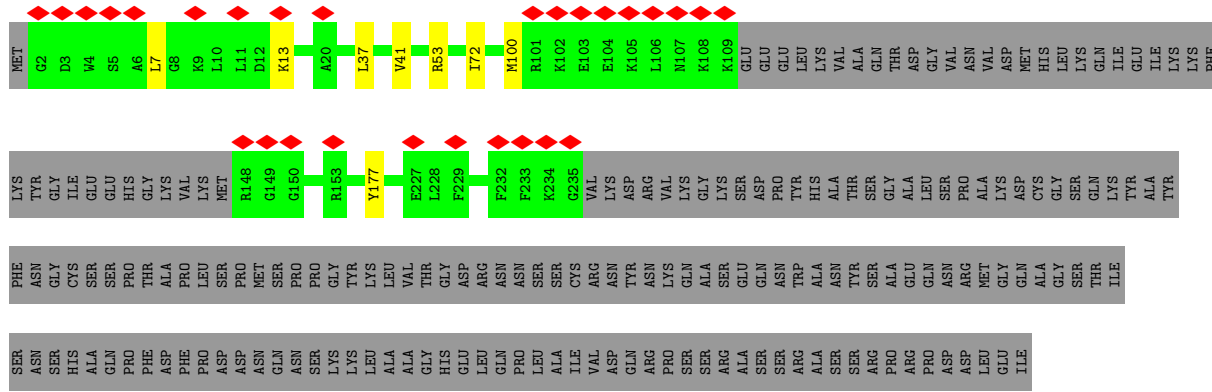 MET G2 D3 W4 S5 A6 L7 G8 K9 L10 L11 D12 K13 A20 L37 V41 R53 I72 M100 R101 K102 E103 E104 K105 L106 N107 K108 K109 GLU GLU GLU LEU LYS VAL ALA GLN THR ASP GLY VAL ASN VAL ASP MET HIS LEU LYS GLN ILE GLU ILE LYS LYS PHE
LYS TYR GLY ILE GLU GLU HIS GLY LYS VAL LYS MET R148 G149 G150 R153 Y177 E227 L228 F229 F232 F233 K234 G235 VAL LYS ASP ARG VAL LYS GLY LYS SER ASP PRO TYR HIS ALA THR SER GLY ALA LEU SER PRO ALA LYS ASP CYS GLY SER GLN LYS TYR ALA TYR
PHE ASN GLY CYS SER SER PRO THR ALA PRO LEU SER PRO MET SER PRO PRO GLY TYR LYS LEU VAL THR GLY ASP ARG ASN ASN SER SER CYS ARG ASN TYR ASN LYS GLN ALA SER GLU GLN ASN TRP ALA ASN TYR SER ALA GLU GLN ASN ARG MET GLY GLN ALA GLY SER THR ILE
SER ASN SER HIS ALA GLN PRO PHE ASP PHE PRO ASP ASP ASN GLN ASN SER LYS LYS LEU ALA ALA GLY HIS GLU LEU GLN PRO LEU ALA ILE VAL ASP GLN ARG PRO SER SER ARG ALA SER SER ARG ALA SER SER ARG PRO ARG PRO ASP ASP LEU GLU ILE